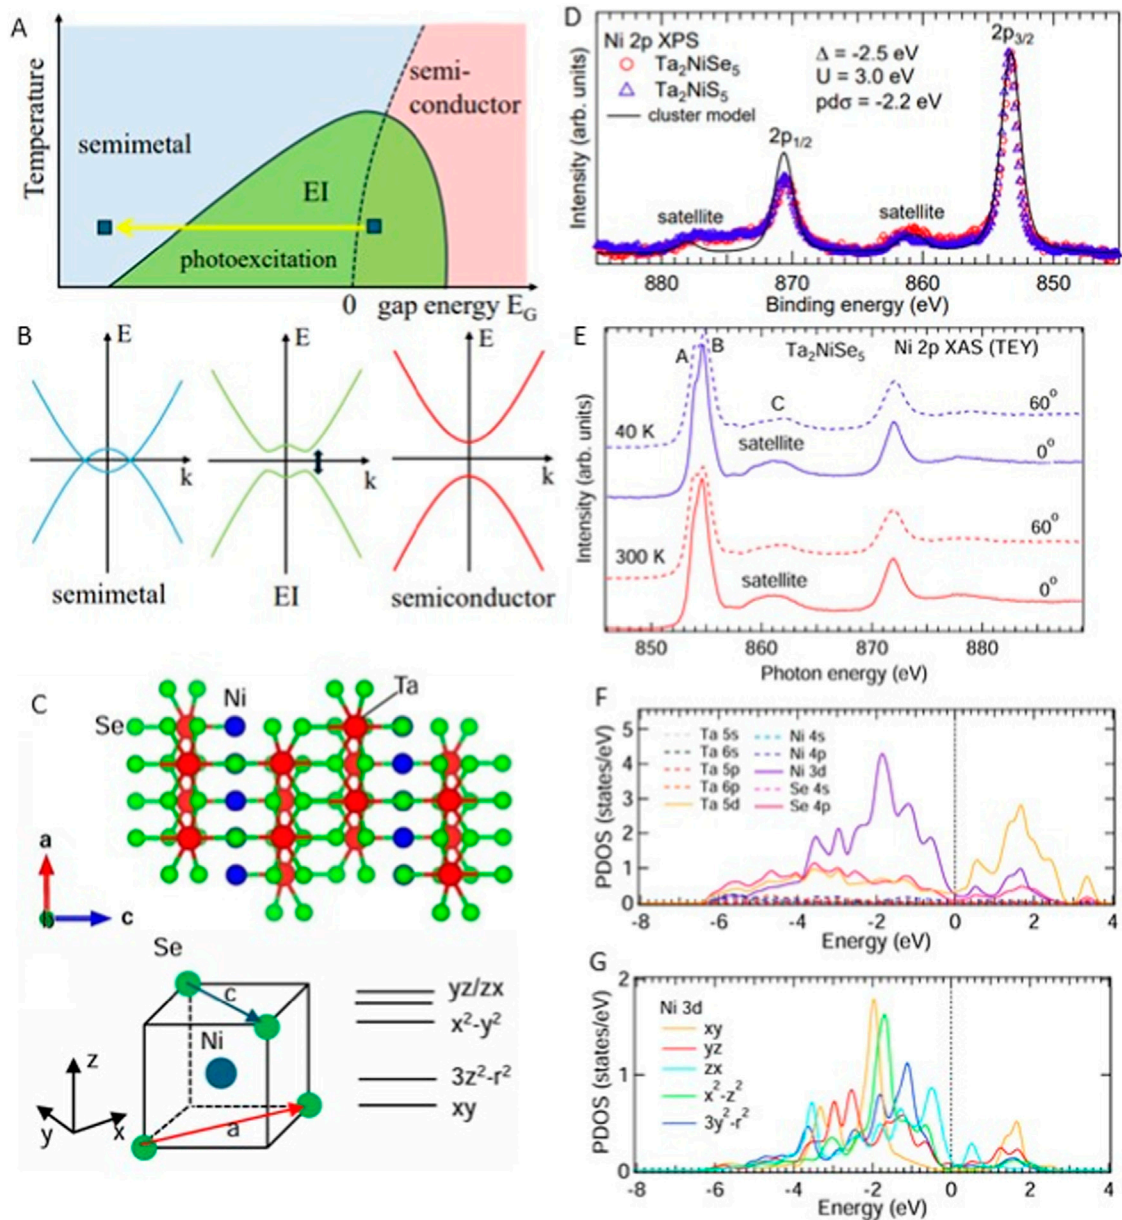 A
Temperature
semimetal
semi-
conductor
EI
photoexcitation
0
gap energy E_G
B
E
E
E
k
k
k
semimetal
EI
semiconductor
C
Se
Ni
Ta
a
b
c
Se
c
Ni
a
z
y
x
yz/zx
x²-y²
3z²-r²
xy
D
Intensity (arb. units)
Ni 2p XPS
Ta₂NiSe₅
Ta₂NiS₅
cluster model
Δ = -2.5 eV
U = 3.0 eV
pdσ = -2.2 eV
2p₃/₂
2p₁/₂
satellite
satellite
880 870 860 850
Binding energy (eV)
E
Intensity (arb. units)
A
B
Ta₂NiSe₅
Ni 2p XAS (TEY)
C
60°
40 K
satellite
0°
60°
300 K
satellite
0°
850 860 870 880
Photon energy (eV)
F
PDOS (states/eV)
5
4
3
2
1
0
Ta 5s
Ta 6s
Ta 5p
Ta 6p
Ta 5d
Ni 4s
Ni 4p
Ni 3d
Se 4s
Se 4p
-8 -6 -4 -2 0 2 4
Energy (eV)
G
PDOS (states/eV)
2
1
0
Ni 3d
xy
yz
zx
x²-z²
3y²-r²
-8 -6 -4 -2 0 2 4
Energy (eV)